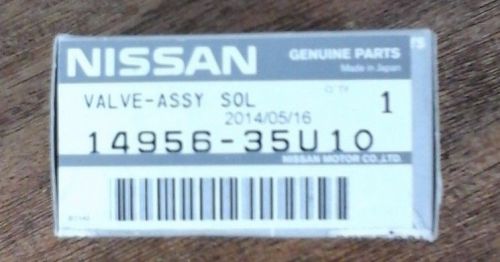 NISSAN
GENUINE PARTS
Made in Japan
VALVE-ASSY SOL
1
2014/05/16
14956-35U10
NISSAN MOTOR CO.,LTD.